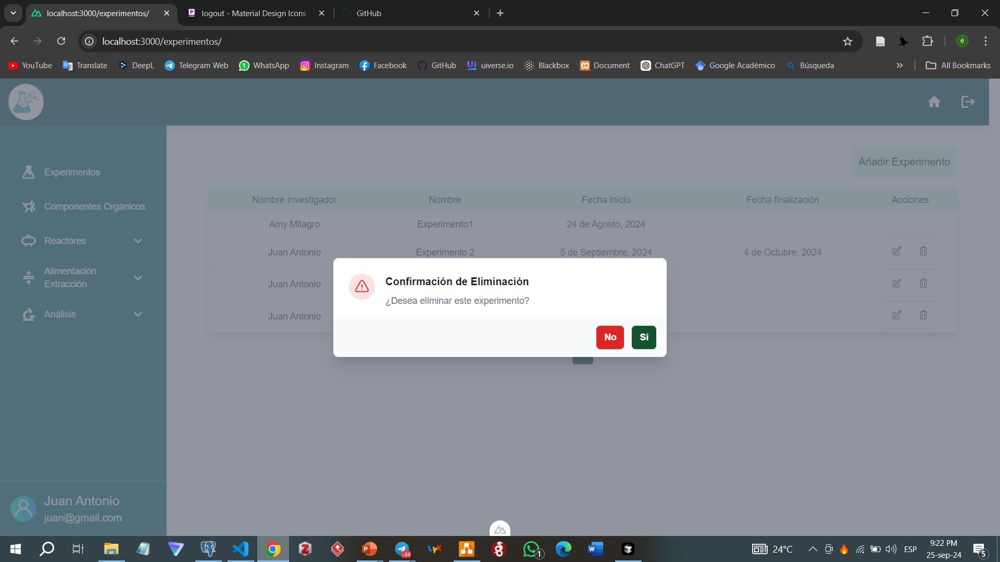 localhost:3000/experimentos/
logout - Material Design Icons
GitHub
localhost:3000/experimentos/
e
YouTube
Translate
DeepL
Telegram Web
WhatsApp
Instagram
Facebook
GitHub
uiverse.io
Blackbox
Document
ChatGPT
Google Académico
Búsqueda
All Bookmarks
Experimentos
Componentes Orgánicos
Reactores
Alimentación
Extracción
Análisis
Añadir Experimento
Nombre Investigador Nombre Fecha inicio Fecha finalización Acciones
Amy Milagro Experimento1 24 de Agosto, 2024
Juan Antonio Experimento 2 5 de Septiembre, 2024 4 de Octubre, 2024
Juan Antonio
Juan Antonio
Confirmación de Eliminación
¿Desea eliminar este experimento?
No Si
Juan Antonio
juan@gmail.com
24°C
ESP
9:22 PM
25-sep-24
5